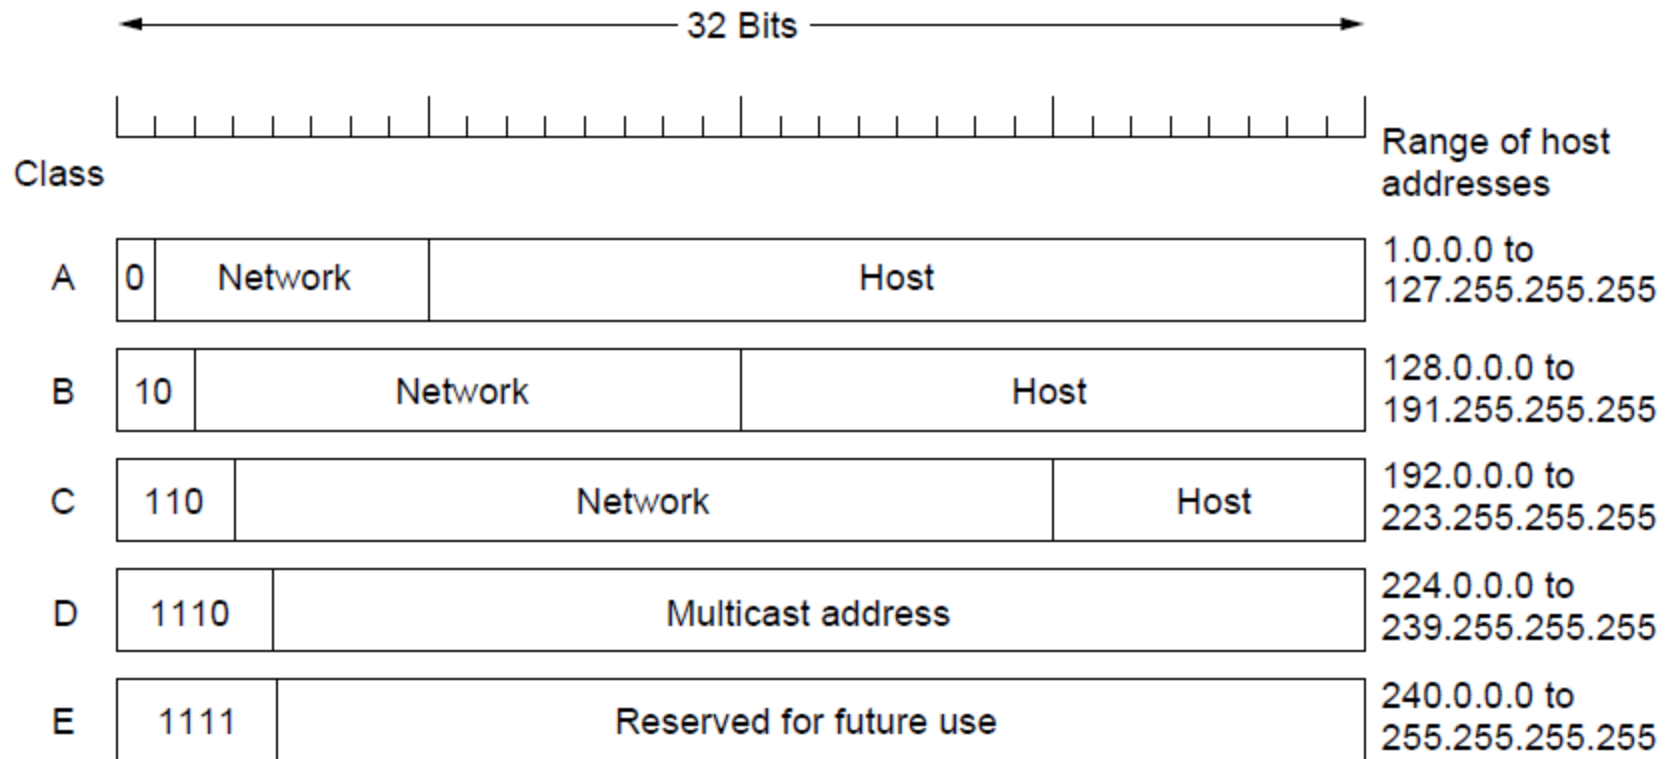 32 Bits
Range of host
addresses
Class
A
0
Network
Host
1.0.0.0 to
127.255.255.255
B
10
Network
Host
128.0.0.0 to
191.255.255.255
C
110
Network
Host
192.0.0.0 to
223.255.255.255
D
1110
Multicast address
224.0.0.0 to
239.255.255.255
E
1111
Reserved for future use
240.0.0.0 to
255.255.255.255